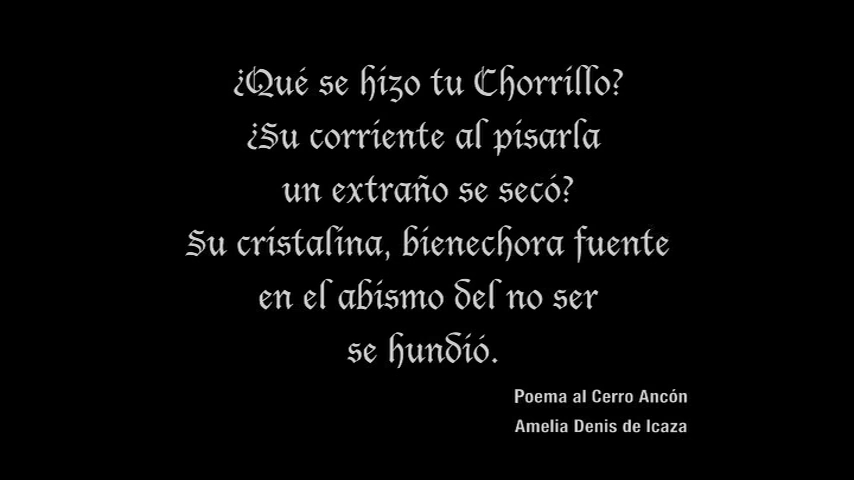 ¿Qué se hizo tu Chorrillo?
¿Su corriente al pisarla
un extraño se secó?
Su cristalina, bienechora fuente
en el abismo del no ser
se hundió.
Poema al Cerro Ancón
Amelia Denis de Icaza